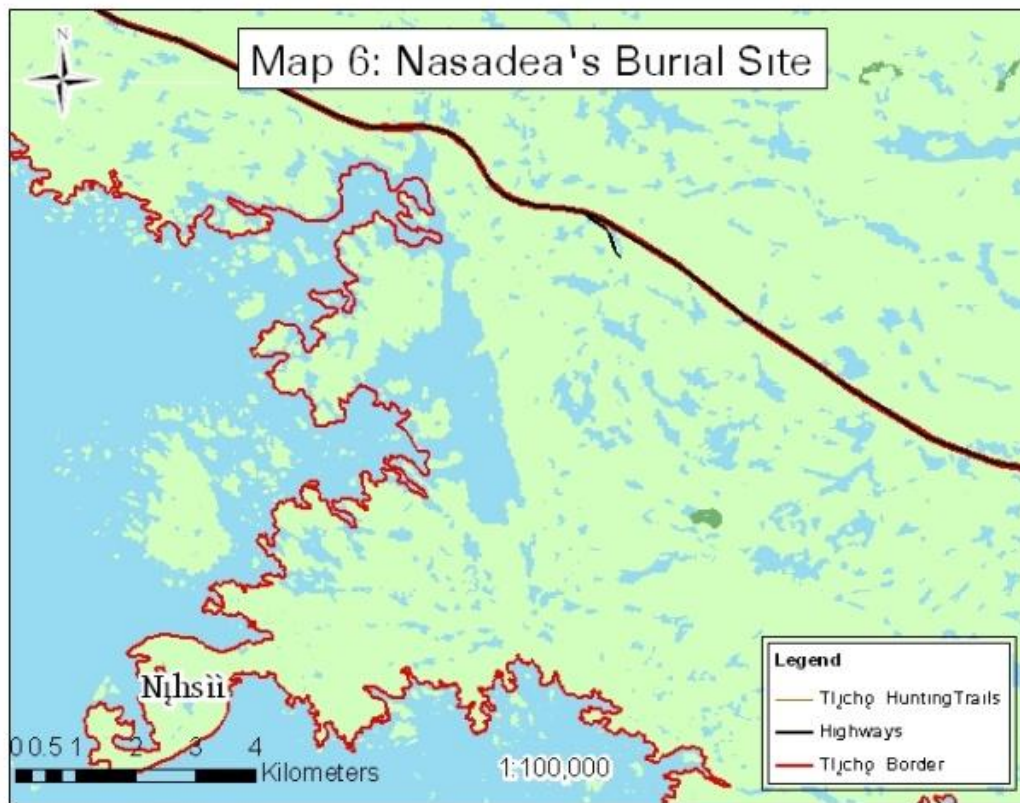 N
Map 6: Nasadea's Burial Site
Nı̨hsıì
0 0.5 1 2 3 4
Kilometers
1:100,000
Legend
Tłı̨chǫ Hunting Trails
Highways
Tłı̨chǫ Border